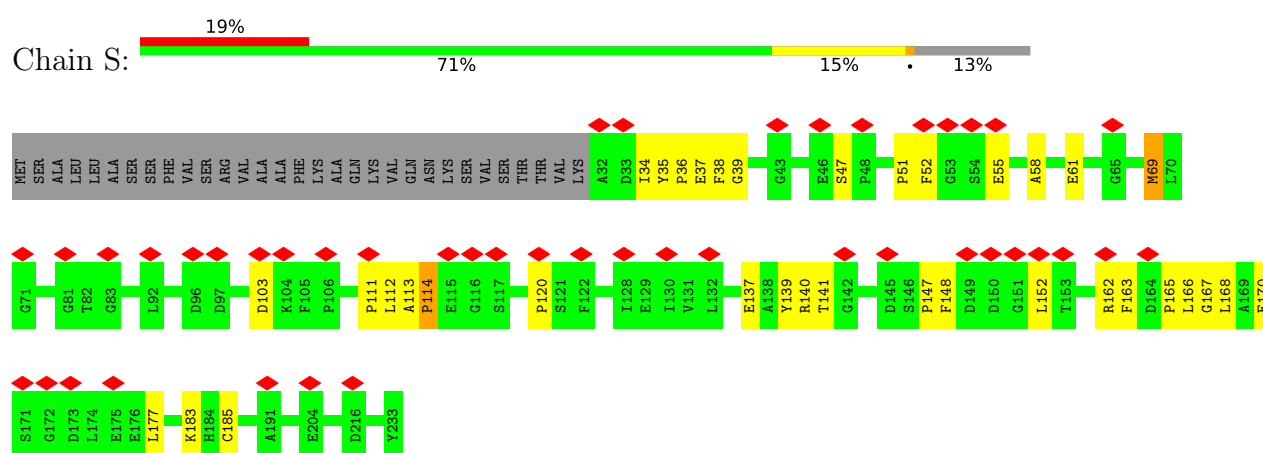 19%
Chain S:
71% 15% • 13%
MET SER ALA LEU LEU ALA SER SER PHE VAL SER ARG VAL ALA ALA PHE LYS ALA GLN LYS VAL GLN ASN LYS SER VAL SER THR THR VAL LYS A32 D33 I34 Y35 P36 E37 F38 G39 G43 E46 S47 P48 P51 F52 G53 S54 E55 A58 E61 G65 M69 L70
G71 G81 T82 G83 L92 D96 D97 D103 K104 F105 P106 P111 L112 A113 P114 E115 G116 S117 P120 S121 F122 I128 E129 I130 V131 L132 E137 A138 Y139 R140 T141 G142 D145 S146 P147 F148 D149 D150 G151 L152 T153 R162 F163 D164 P165 L166 G167 L168 A169
S171 G172 D173 L174 E175 E176 L177 K183 H184 C185 A191 E204 D216 Y233